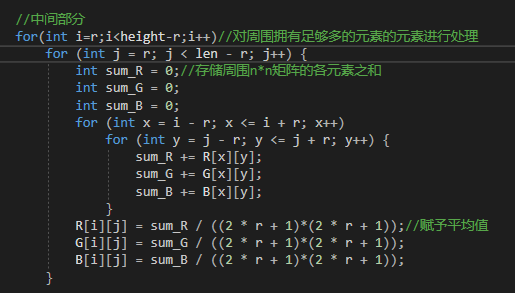 //中间部分
for(int i=r;i<height-r;i++)//对周围拥有足够多的元素的元素进行处理
    for (int j = r; j < len - r; j++) {
        int sum_R = 0;//存储周围n*n矩阵的各元素之和
        int sum_G = 0;
        int sum_B = 0;
        for (int x = i - r; x <= i + r; x++)
            for (int y = j - r; y <= j + r; y++) {
                sum_R += R[x][y];
                sum_G += G[x][y];
                sum_B += B[x][y];
            }
        R[i][j] = sum_R / ((2 * r + 1)*(2 * r + 1));//赋予平均值
        G[i][j] = sum_G / ((2 * r + 1)*(2 * r + 1));
        B[i][j] = sum_B / ((2 * r + 1)*(2 * r + 1));
    }